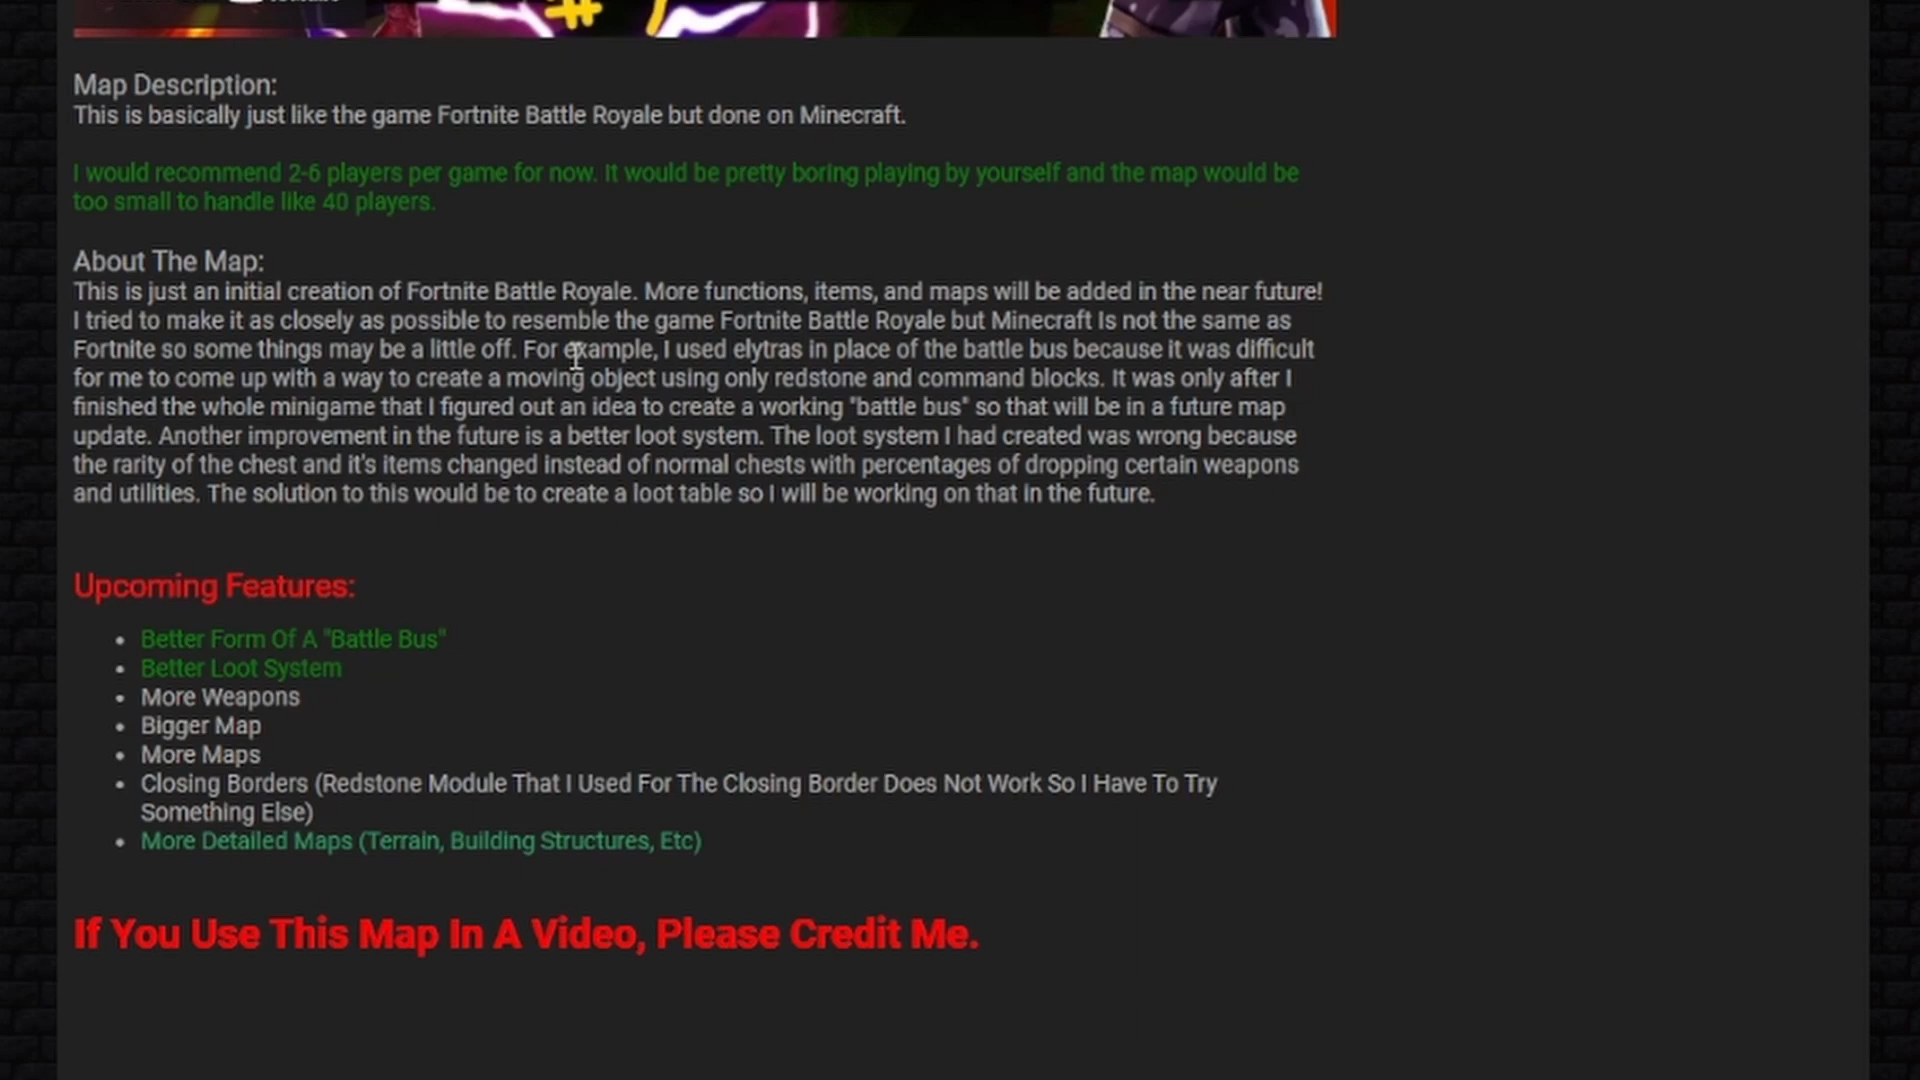 Map Description:
This is basically just like the game Fortnite Battle Royale but done on Minecraft.
I would recommend 2-6 players per game for now. It would be pretty boring playing by yourself and the map would be
too small to handle like 40 players.
About The Map:
This is just an initial creation of Fortnite Battle Royale. More functions, items, and maps will be added in the near future!
I tried to make it as closely as possible to resemble the game Fortnite Battle Royale but Minecraft Is not the same as
Fortnite so some things may be a little off. For example, I used elytras in place of the battle bus because it was difficult
for me to come up with a way to create a moving object using only redstone and command blocks. It was only after I
finished the whole minigame that I figured out an idea to create a working "battle bus" so that will be in a future map
update. Another improvement in the future is a better loot system. The loot system I had created was wrong because
the rarity of the chest and it's items changed instead of normal chests with percentages of dropping certain weapons
and utilities. The solution to this would be to create a loot table so I will be working on that in the future.
Upcoming Features:
• Better Form Of A "Battle Bus"
• Better Loot System
• More Weapons
• Bigger Map
• More Maps
• Closing Borders (Redstone Module That I Used For The Closing Border Does Not Work So I Have To Try
Something Else)
• More Detailed Maps (Terrain, Building Structures, Etc)
If You Use This Map In A Video, Please Credit Me.